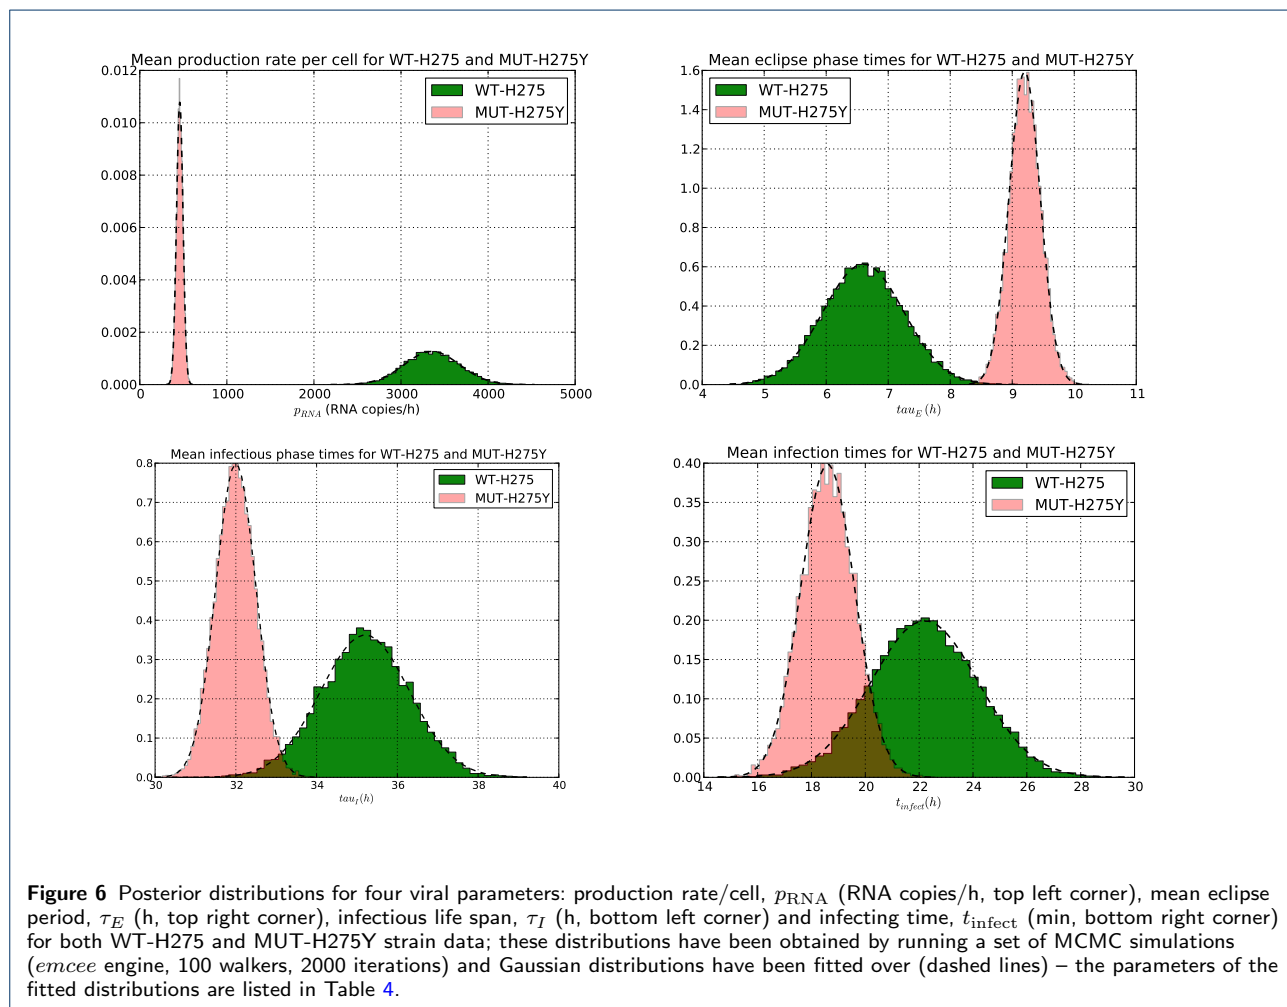 Mean production rate per cell for WT-H275 and MUT-H275Y
0.012
0.010
0.008
0.006
0.004
0.002
0.000
0 1000 2000 3000 4000 5000
p_RNA (RNA copies/h)
WT-H275
MUT-H275Y
Mean eclipse phase times for WT-H275 and MUT-H275Y
1.6
1.4
1.2
1.0
0.8
0.6
0.4
0.2
0.0
4 5 6 7 8 9 10 11
tau_E (h)
WT-H275
MUT-H275Y
Mean infectious phase times for WT-H275 and MUT-H275Y
0.8
0.7
0.6
0.5
0.4
0.3
0.2
0.1
0.0
30 32 34 36 38 40
tau_I (h)
WT-H275
MUT-H275Y
Mean infection times for WT-H275 and MUT-H275Y
0.40
0.35
0.30
0.25
0.20
0.15
0.10
0.05
0.00
14 16 18 20 22 24 26 28 30
t_infect (h)
WT-H275
MUT-H275Y
Figure 6 Posterior distributions for four viral parameters: production rate/cell, p_RNA (RNA copies/h, top left corner), mean eclipse
period, τ_E (h, top right corner), infectious life span, τ_I (h, bottom left corner) and infecting time, t_infect (min, bottom right corner)
for both WT-H275 and MUT-H275Y strain data; these distributions have been obtained by running a set of MCMC simulations
(emcee engine, 100 walkers, 2000 iterations) and Gaussian distributions have been fitted over (dashed lines) – the parameters of the
fitted distributions are listed in Table 4.